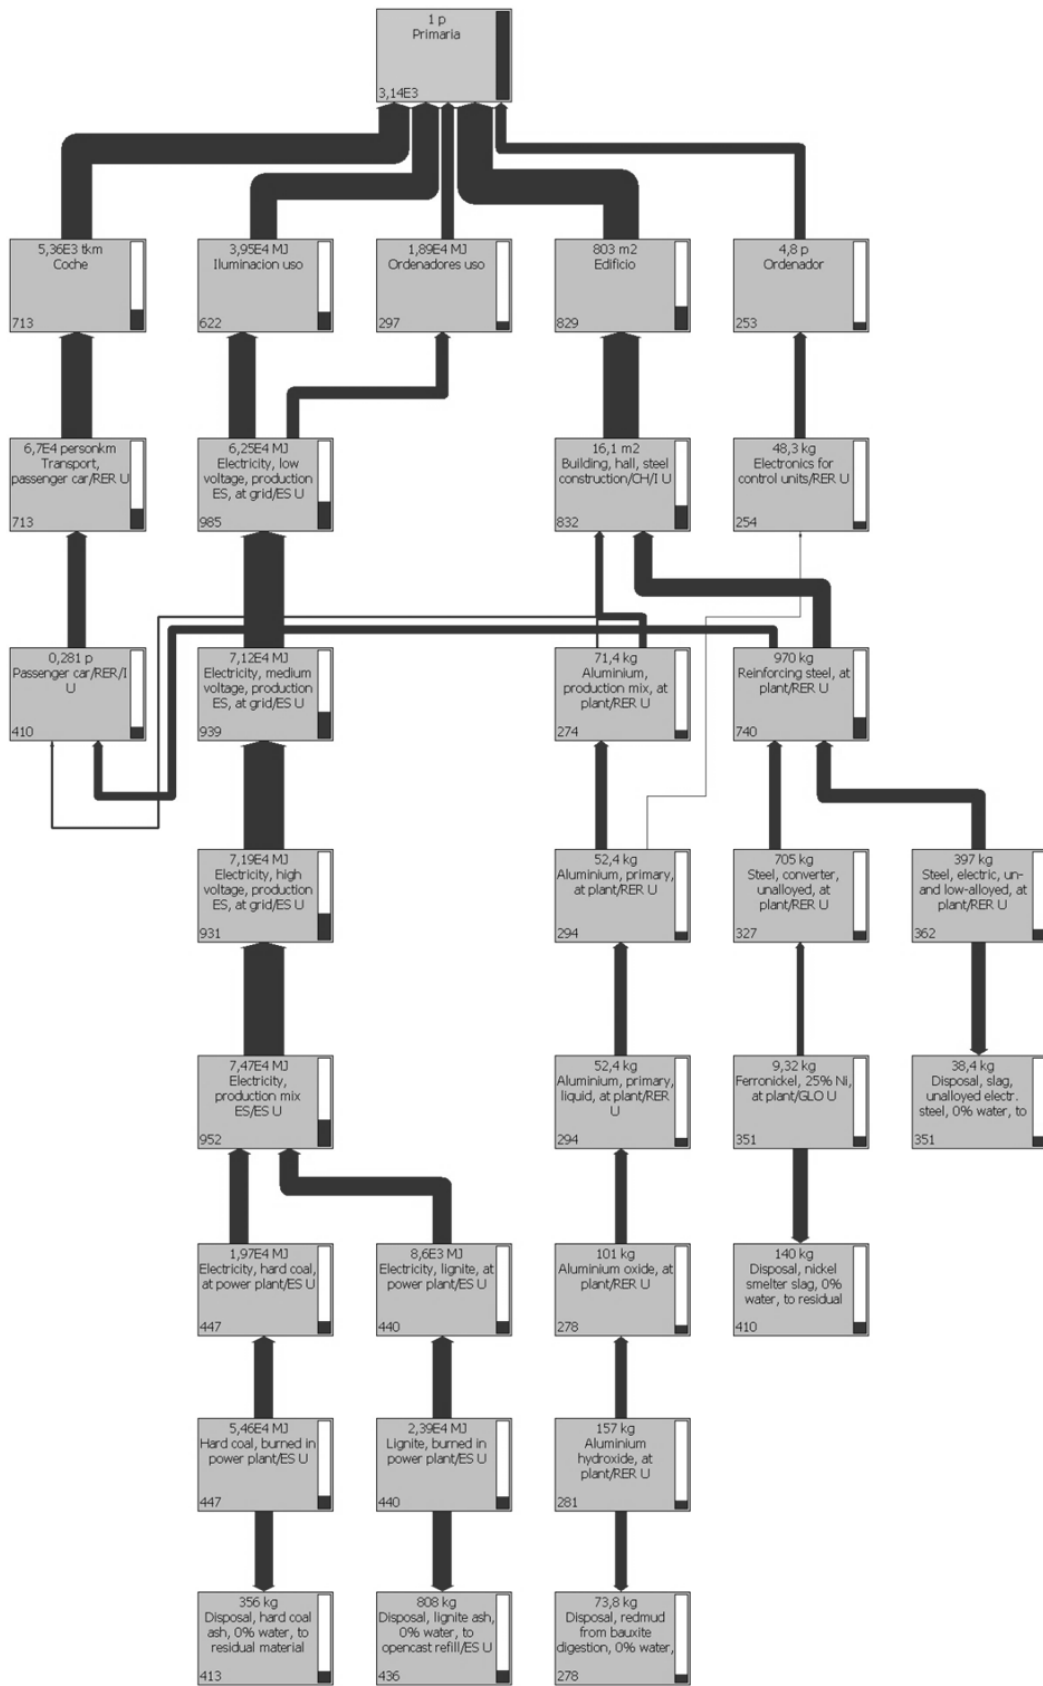 1 p
Primaria
3,14E3
5,36E3 tkm
Coche
713
3,95E4 MJ
Iluminacion uso
622
1,89E4 MJ
Ordenadores uso
297
803 m2
Edificio
829
4,8 p
Ordenador
253
6,7E4 personkm
Transport,
passenger car/RER U
713
6,25E4 MJ
Electricity, low
voltage, production
ES, at grid/ES U
985
16,1 m2
Building, hall, steel
construction/CH/I U
832
48,3 kg
Electronics for
control units/RER U
254
0,281 p
Passenger car/RER/I
U
410
7,12E4 MJ
Electricity, medium
voltage, production
ES, at grid/ES U
939
71,4 kg
Aluminium,
production mix, at
plant/RER U
274
970 kg
Reinforcing steel, at
plant/RER U
740
7,19E4 MJ
Electricity, high
voltage, production
ES, at grid/ES U
931
52,4 kg
Aluminium, primary,
at plant/RER U
294
705 kg
Steel, converter,
unalloyed, at
plant/RER U
327
397 kg
Steel, electric, un-
and low-alloyed, at
plant/RER U
362
7,47E4 MJ
Electricity,
production mix
ES/ES U
952
52,4 kg
Aluminium, primary,
liquid, at plant/RER
U
294
9,32 kg
Ferronickel, 25% Ni,
at plant/GLO U
351
38,4 kg
Disposal, slag,
unalloyed electr.
steel, 0% water, to
351
1,97E4 MJ
Electricity, hard coal,
at power plant/ES U
447
8,6E3 MJ
Electricity, lignite, at
power plant/ES U
440
101 kg
Aluminium oxide, at
plant/RER U
278
140 kg
Disposal, nickel
smelter slag, 0%
water, to residual
410
5,46E4 MJ
Hard coal, burned in
power plant/ES U
447
2,39E4 MJ
Lignite, burned in
power plant/ES U
440
157 kg
Aluminium
hydroxide, at
plant/RER U
281
356 kg
Disposal, hard coal
ash, 0% water, to
residual material
413
808 kg
Disposal, lignite ash,
0% water, to
opencast refill/ES U
436
73,8 kg
Disposal, redmud
from bauxite
digestion, 0% water,
278